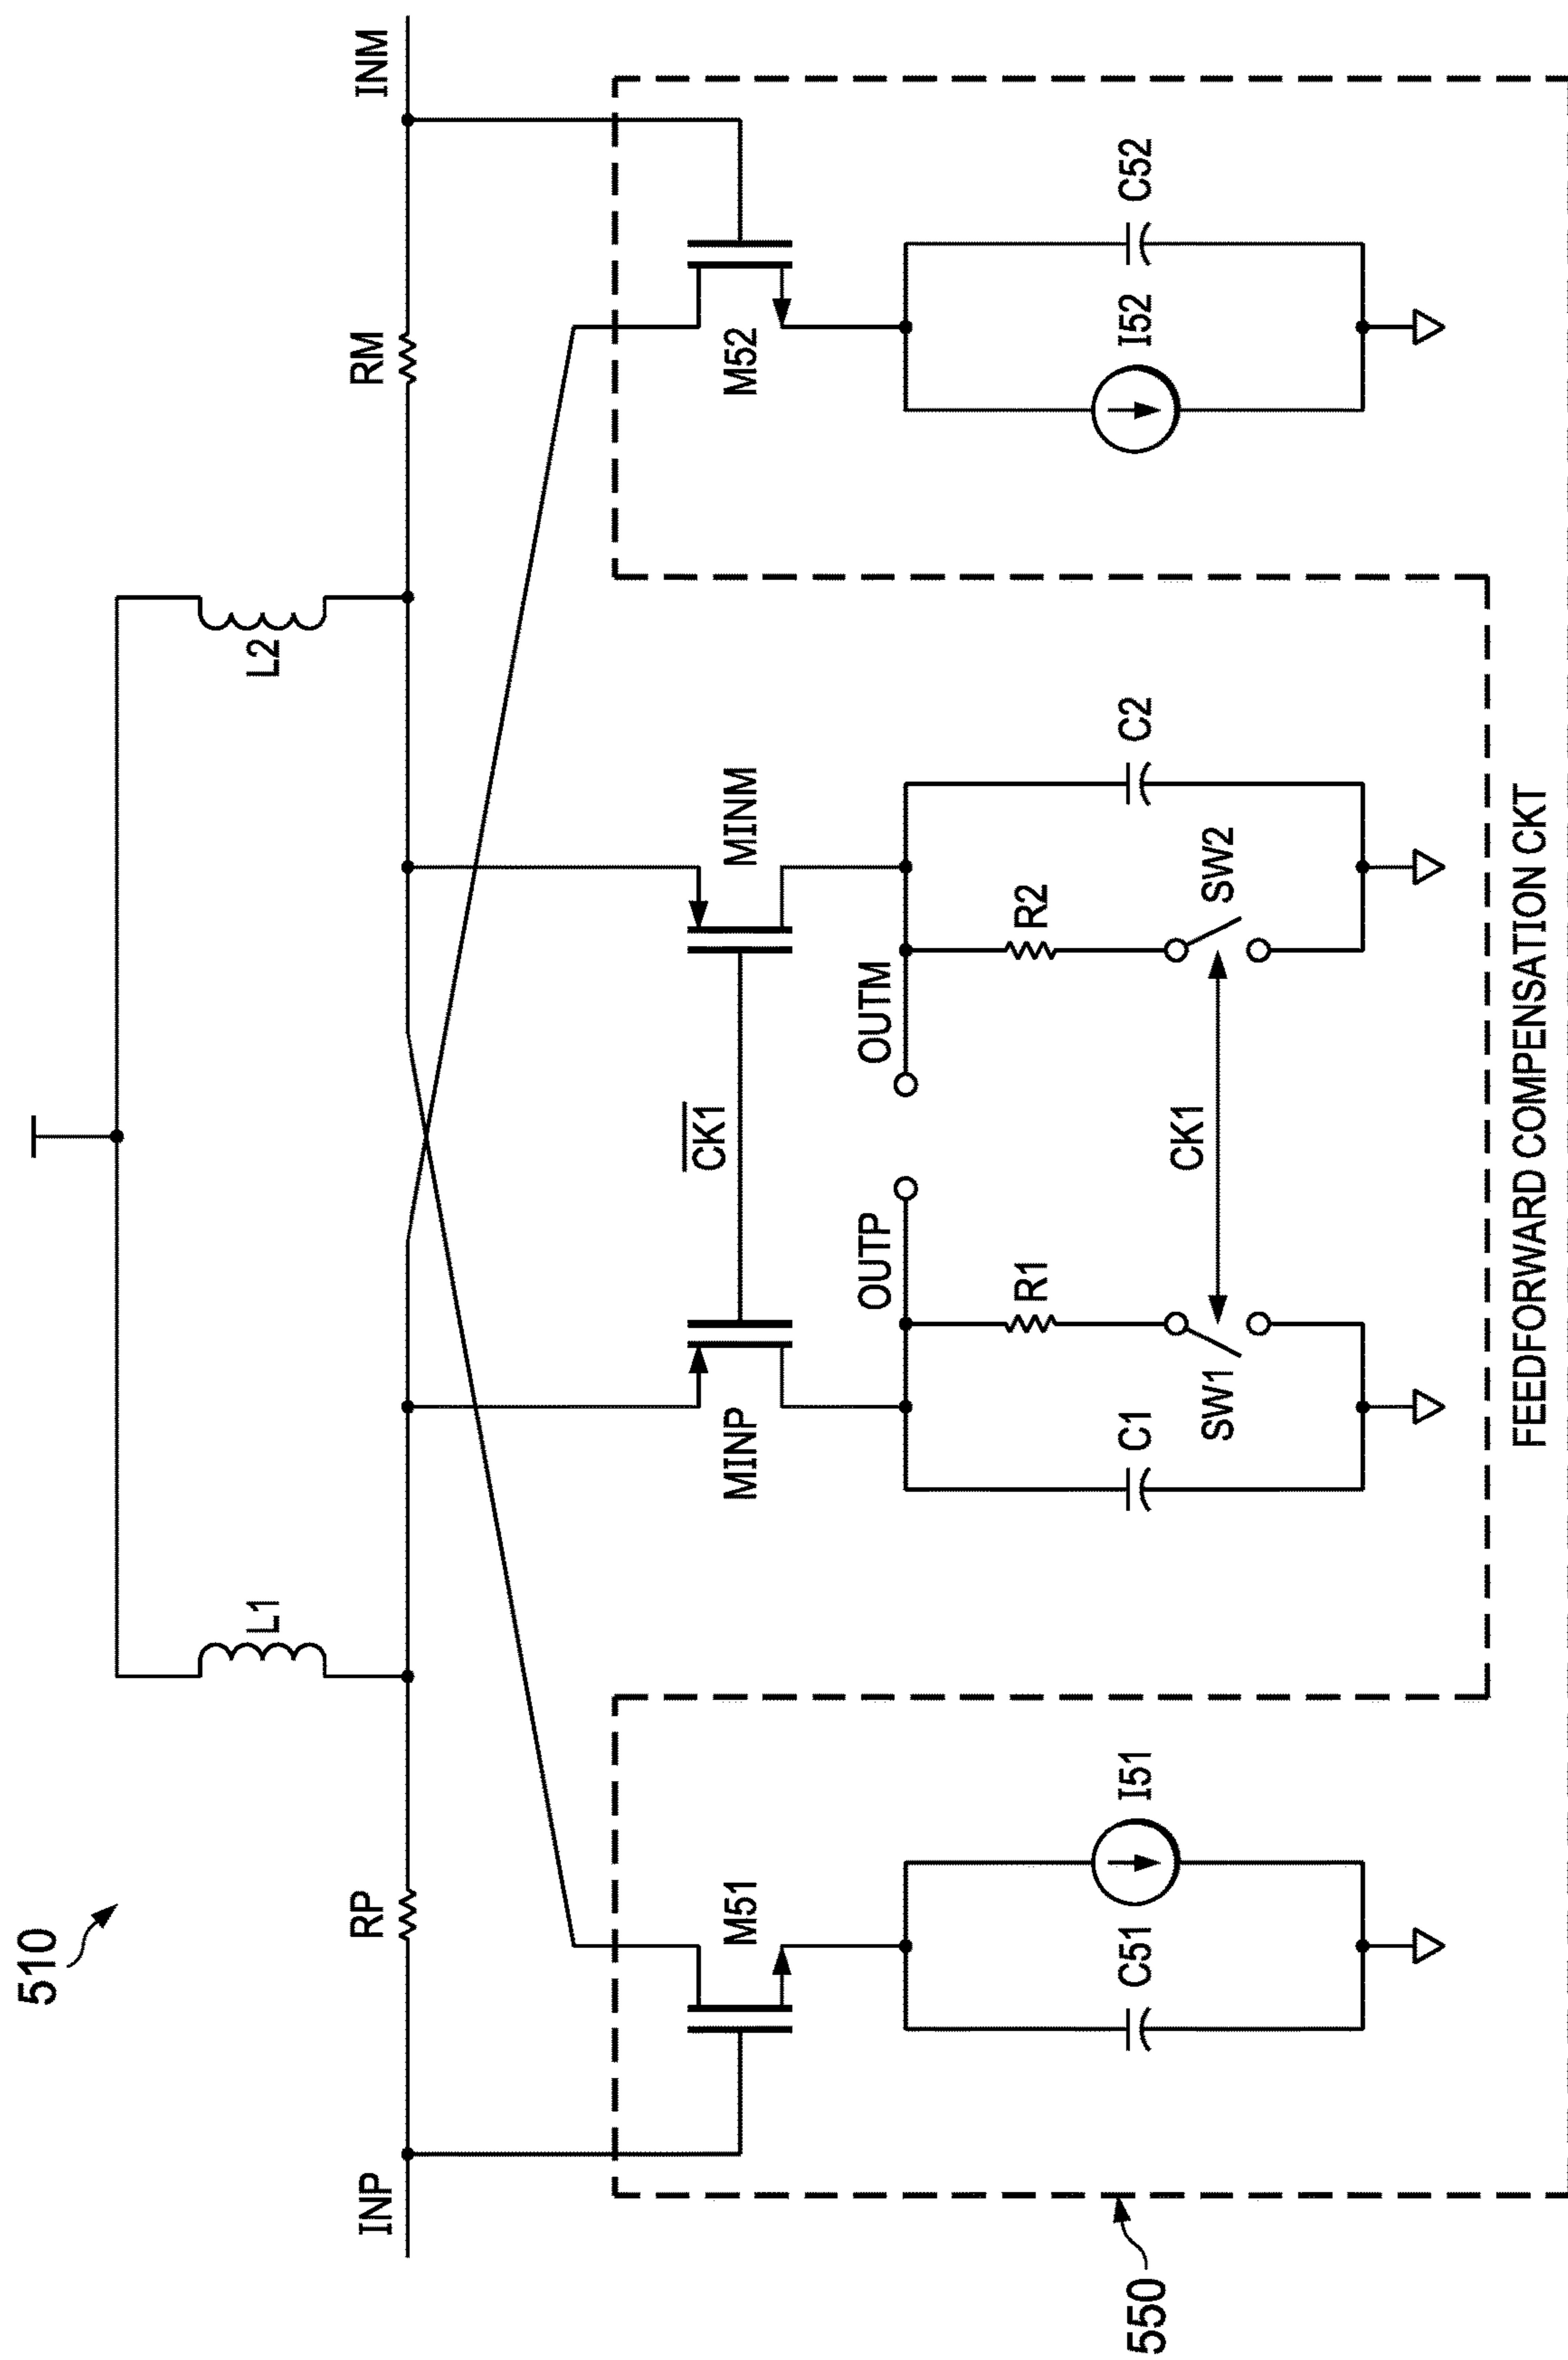 510
L1
L2
INP
RP
RM
INM
M51
MINP
CK1
MINM
M52
OUTP
OUTM
C51
I51
C1
R1
R2
C2
I52
C52
SW1
CK1
SW2
550
FEEDFORWARD COMPENSATION CKT